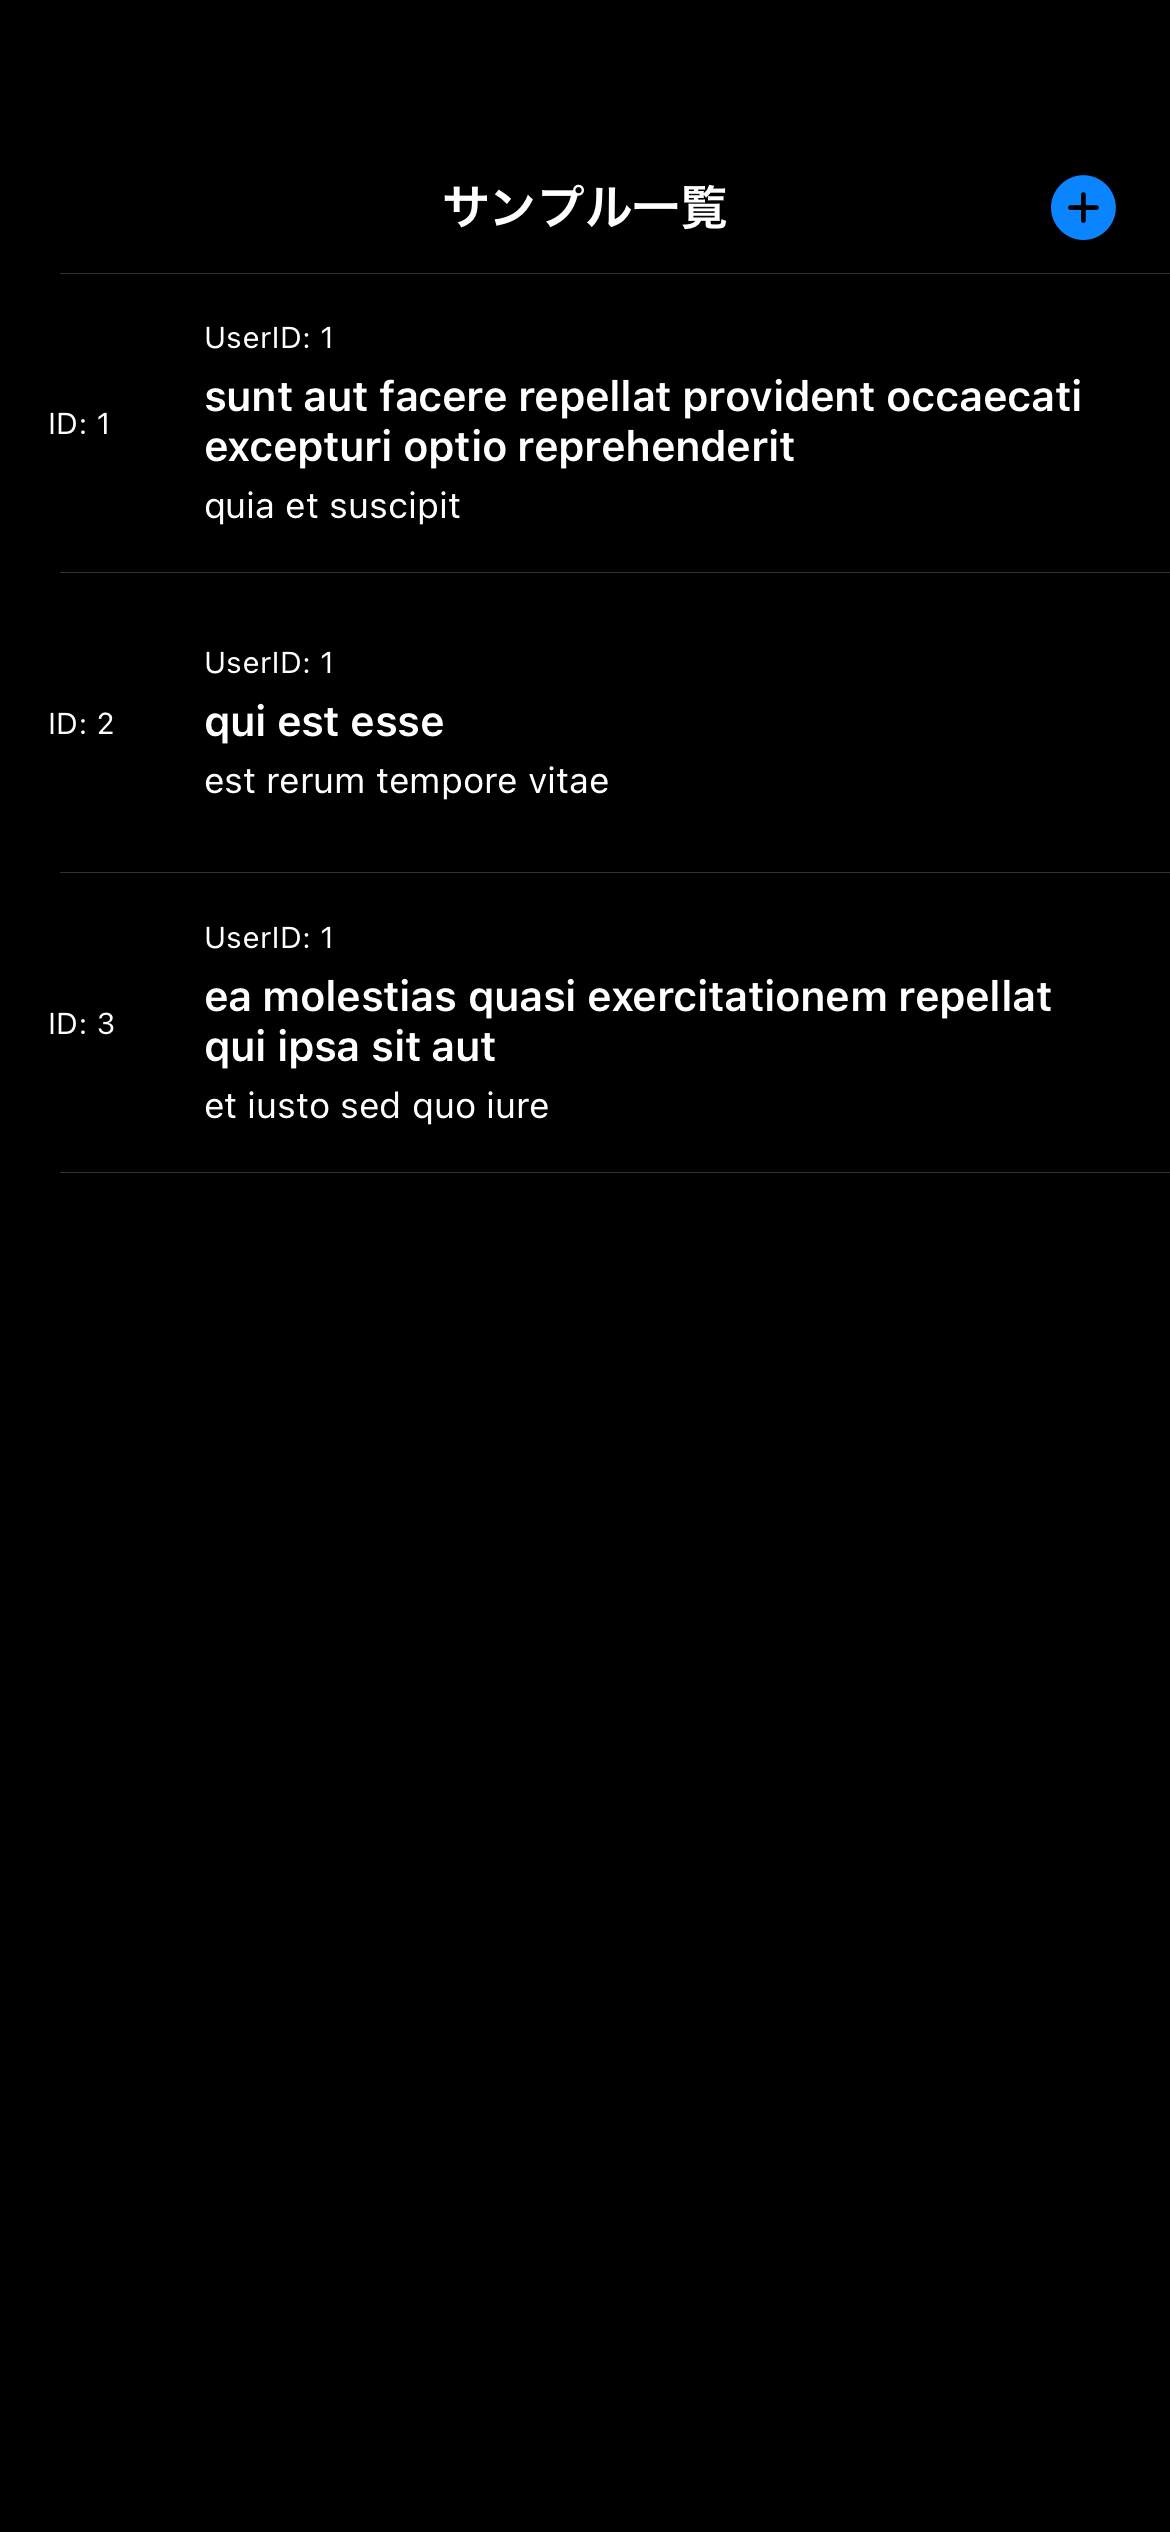 サンプル一覧
UserID: 1
ID: 1
sunt aut facere repellat provident occaecati
excepturi optio reprehenderit
quia et suscipit
UserID: 1
ID: 2
qui est esse
est rerum tempore vitae
UserID: 1
ID: 3
ea molestias quasi exercitationem repellat
qui ipsa sit aut
et iusto sed quo iure